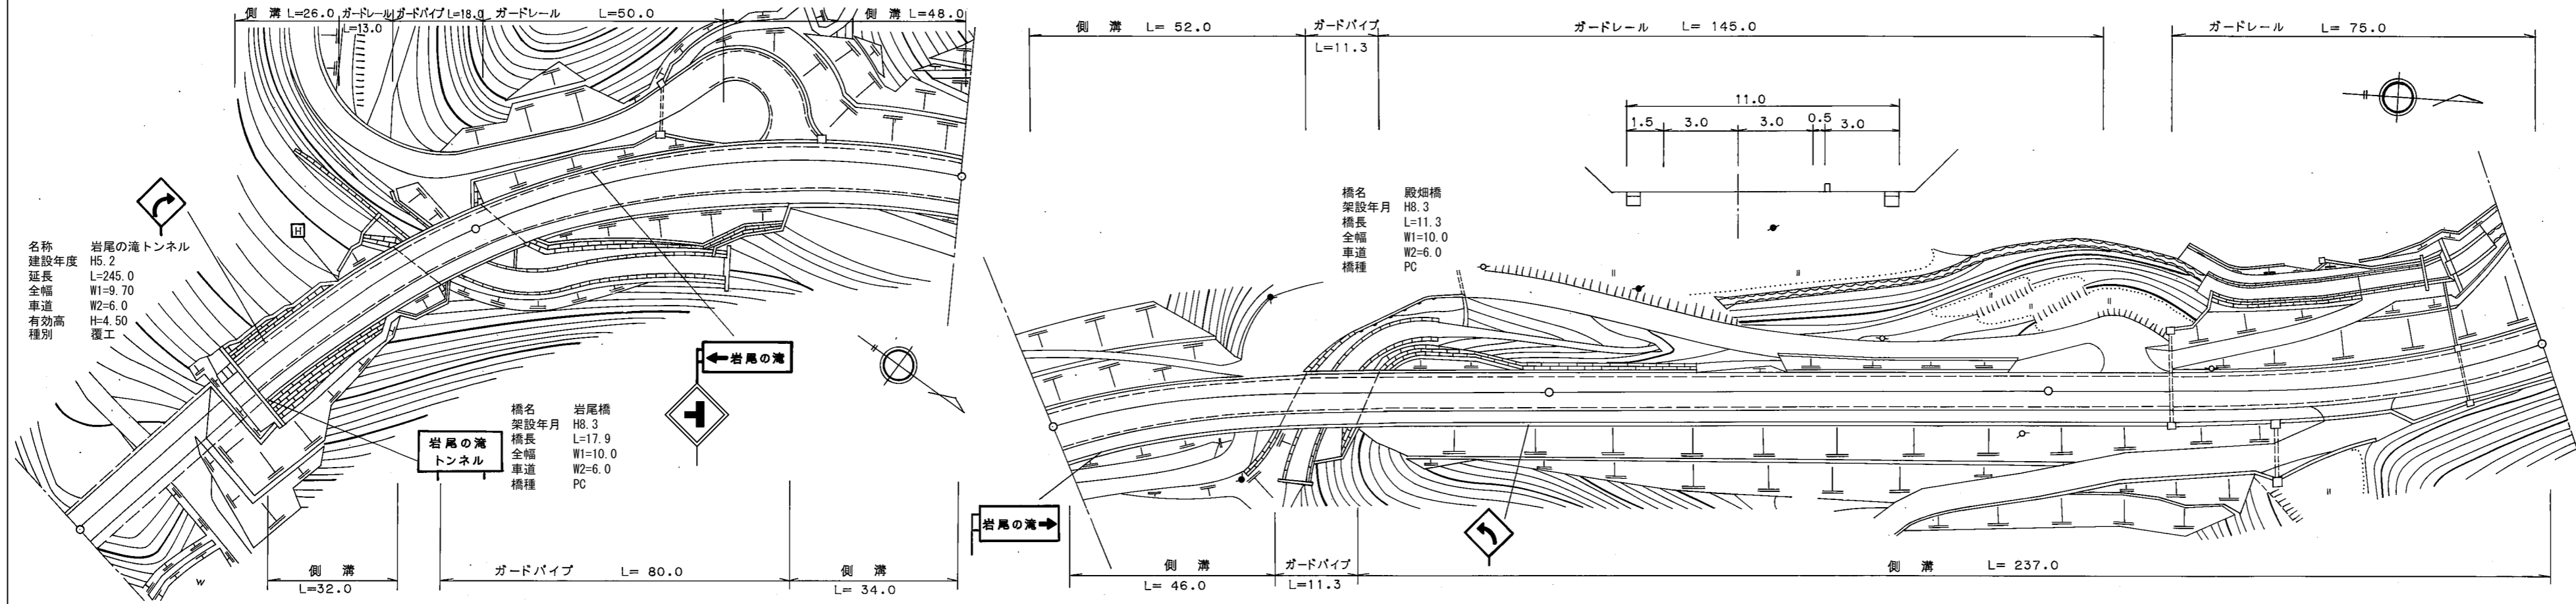 側 溝 L=26.0
ガードレール
L=13.0
ガードパイプ L=18.0
ガードレール L=50.0
側 溝 L=48.0
名称 岩尾の滝トンネル
建設年度 H5.2
延長 L=245.0
全幅 W1=9.70
車道 W2=6.0
有効高 H=4.50
種別 覆工
H
岩尾の滝
岩尾の滝
トンネル
橋名 岩尾橋
架設年月 H8.3
橋長 L=17.9
全幅 W1=10.0
車道 W2=6.0
橋種 PC
W
側 溝
L=32.0
ガードパイプ L= 80.0
側 溝
L= 34.0
側 溝 L= 52.0
ガードパイプ
L=11.3
ガードレール L= 145.0
ガードレール L= 75.0
11.0
1.5 3.0 3.0 0.5 3.0
橋名 殿畑橋
架設年月 H8.3
橋長 L=11.3
全幅 W1=10.0
車道 W2=6.0
橋種 PC
岩尾の滝
側 溝
L= 46.0
ガードパイプ
L=11.3
側 溝 L= 237.0